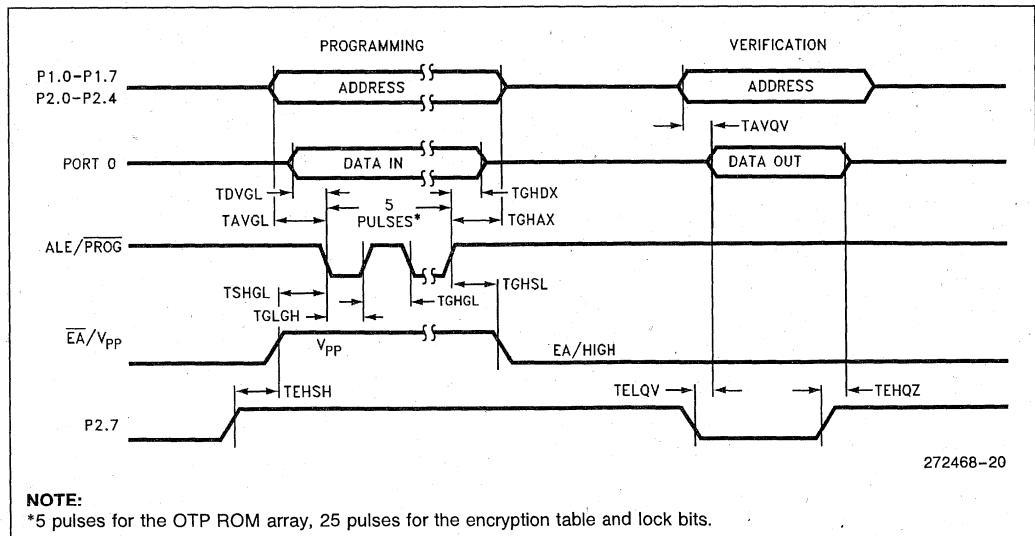 PROGRAMMING VERIFICATION
P1.0–P1.7
P2.0–P2.4
ADDRESS ADDRESS
TAVQV
PORT 0 DATA IN DATA OUT
TDVGL TGHDX
5
PULSES*
TAVGL TGHAX
ALE/PROG
TSHGL TGHSL
TGLGH TGHGL
EA/VPP
VPP EA/HIGH
TEHSH TELQV TEHQZ
P2.7
272468–20
NOTE:
*5 pulses for the OTP ROM array, 25 pulses for the encryption table and lock bits.